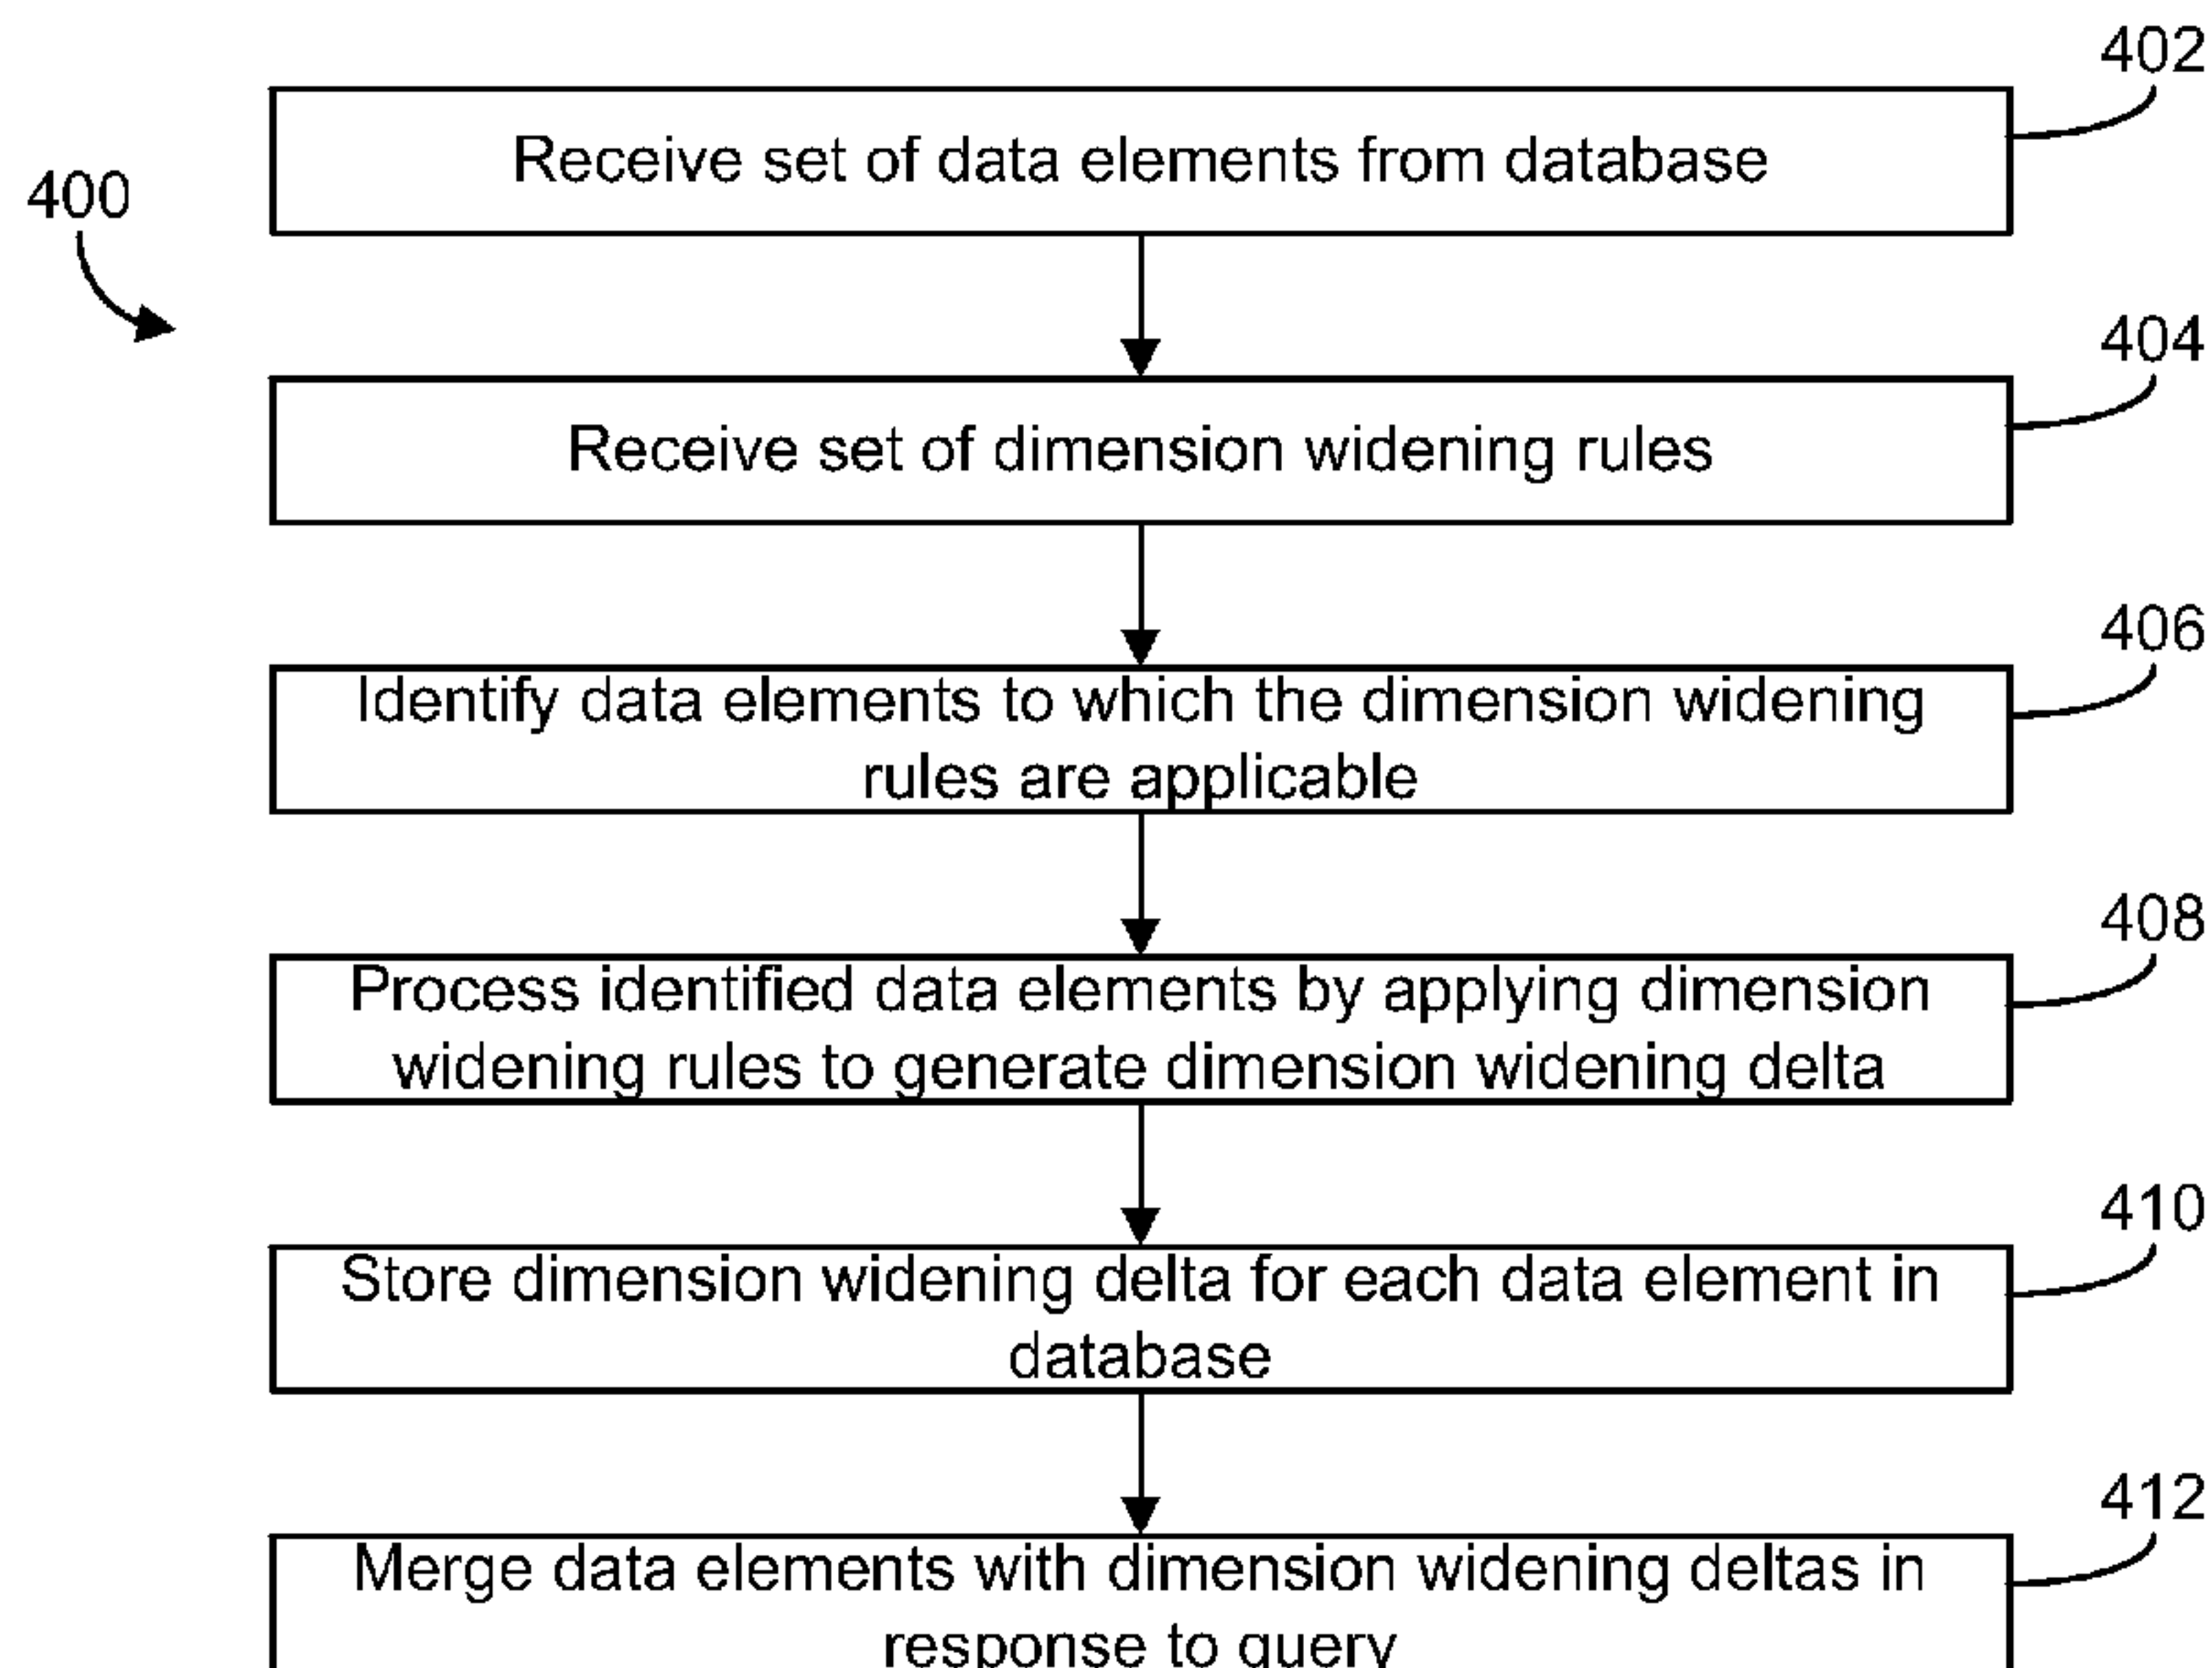 402
Receive set of data elements from database
400
404
Receive set of dimension widening rules
406
Identify data elements to which the dimension widening
rules are applicable
408
Process identified data elements by applying dimension
widening rules to generate dimension widening delta
410
Store dimension widening delta for each data element in
database
412
Merge data elements with dimension widening deltas in
response to query